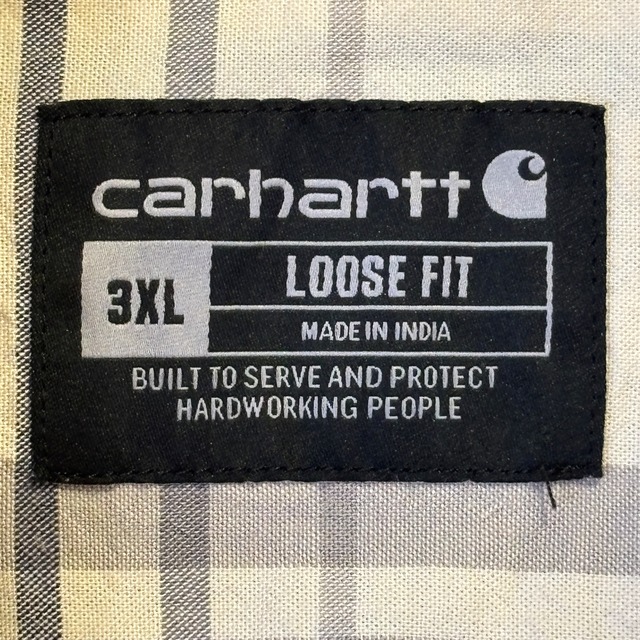 carhartt
3XL
LOOSE FIT
MADE IN INDIA
BUILT TO SERVE AND PROTECT
HARDWORKING PEOPLE